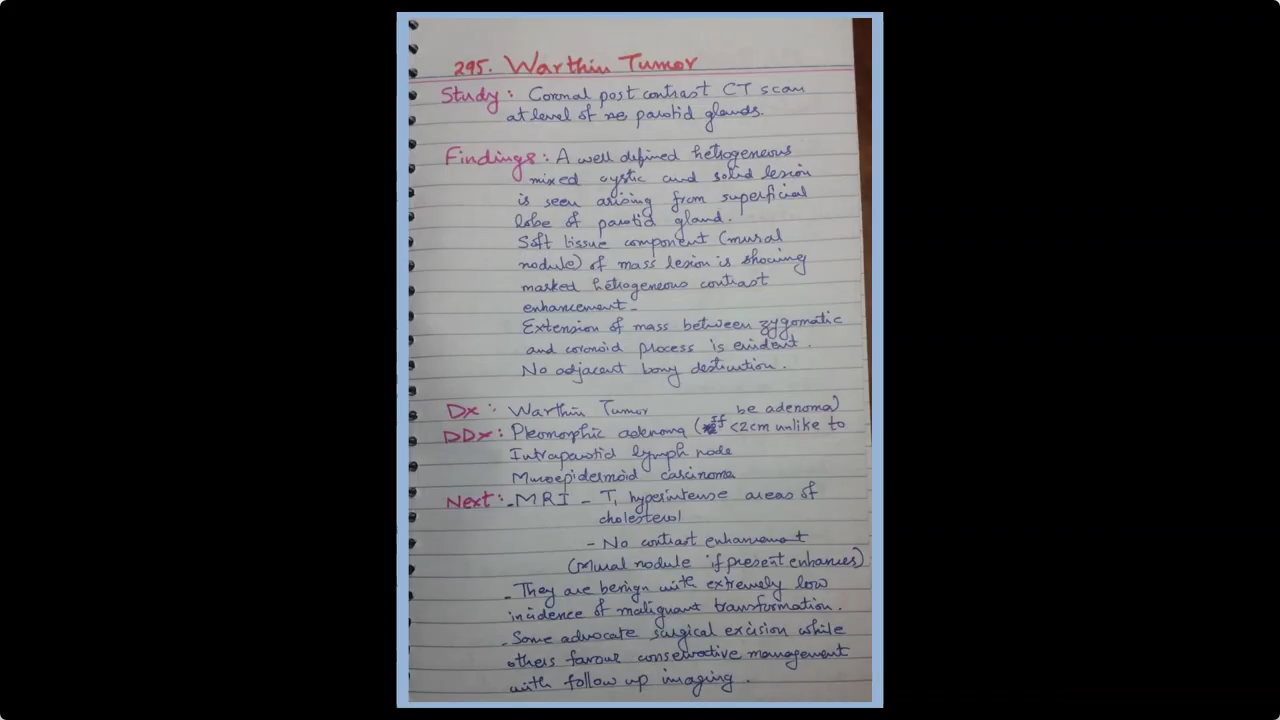 295. Warthin Tumor
Study: Coronal post contrast CT scan
at level of parotid glands.
Findings: A well defined hetrogeneous
mixed cystic and solid lesion
is seen arising from superficial
lobe of parotid gland.
Soft tissue component (mural
nodule) of mass lesion is showing
marked hetrogeneous contrast
enhancement -
Extension of mass between zygomatic
and coronoid process is evident.
No adjacent bony destruction.
Dx: Warthin Tumor
be adenoma)
DDx: Pleomorphic adenoma (If <2cm unlike to
Intraparotid lymph node
Mucoepidermoid carcinoma
Next: - MRI - T1 hyperintense areas of
cholesterol
- No contrast enhancement
(Mural nodule if present enhances)
- They are benign with extremely low
incidence of malignant transformation.
- Some advocate surgical excision while
others favour conservative management
with follow up imaging.